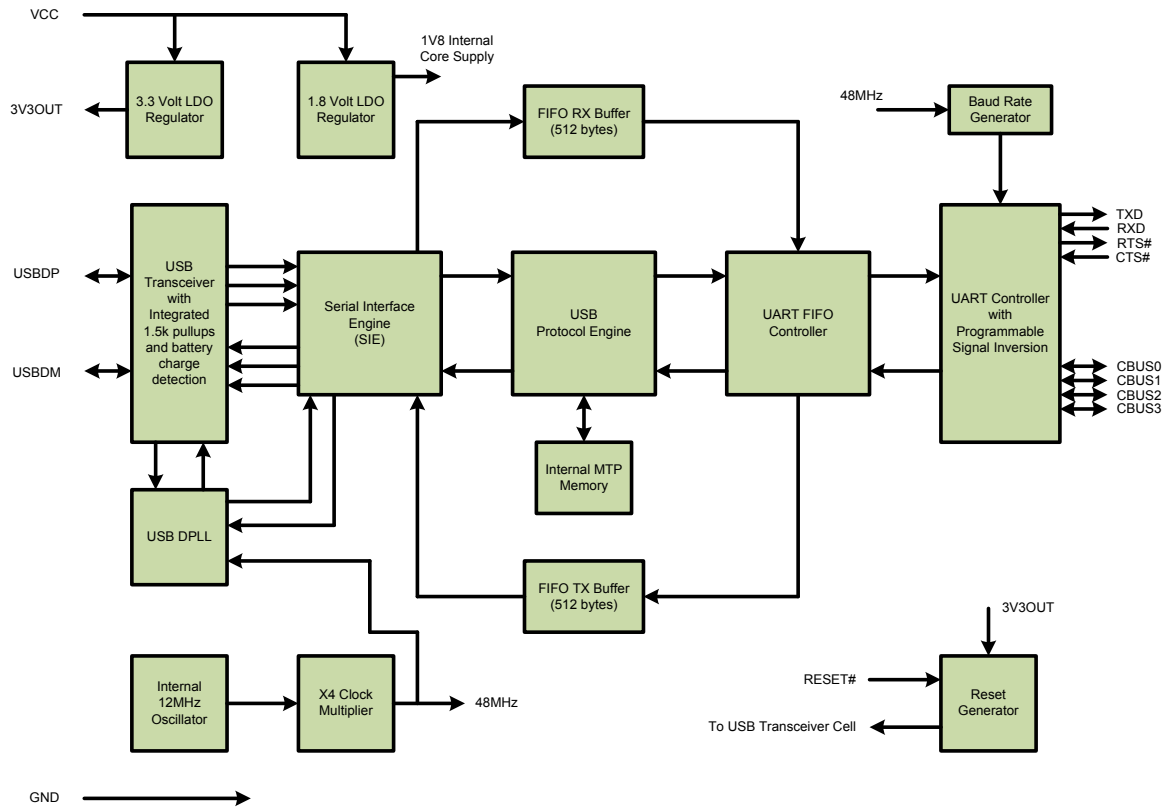 VCC
3V3OUT
3.3 Volt LDO
Regulator
1.8 Volt LDO
Regulator
1V8 Internal
Core Supply
FIFO RX Buffer
(512 bytes)
48MHz
Baud Rate
Generator
USBDP
USBDM
USB
Transceiver
with
Integrated
1.5k pullups
and battery
charge
detection
Serial Interface
Engine
(SIE)
USB
Protocol Engine
UART FIFO
Controller
UART Controller
with
Programmable
Signal Inversion
TXD
RXD
RTS#
CTS#
CBUS0
CBUS1
CBUS2
CBUS3
USB DPLL
Internal MTP
Memory
FIFO TX Buffer
(512 bytes)
Internal
12MHz
Oscillator
X4 Clock
Multiplier
48MHz
3V3OUT
RESET#
To USB Transceiver Cell
Reset
Generator
GND